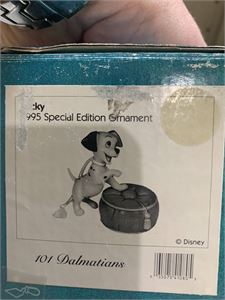 cky
995 Special Edition Ornament
© Disney
101 Dalmatians